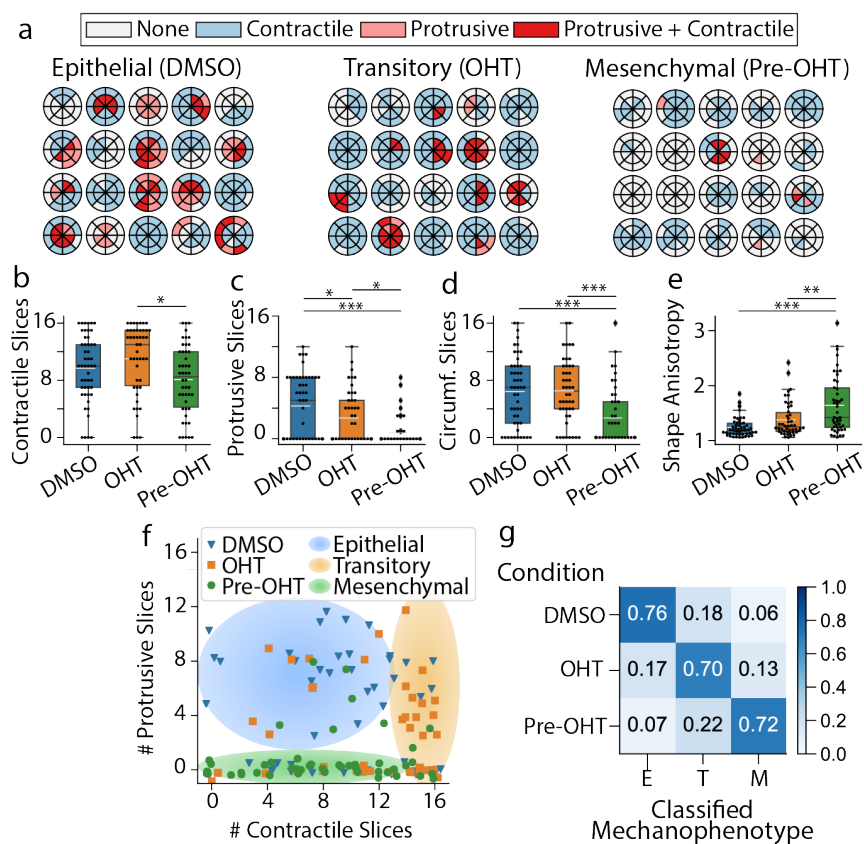 a
None Contractile Protrusive Protrusive + Contractile
Epithelial (DMSO) Transitory (OHT) Mesenchymal (Pre-OHT)
b
Contractile Slices
16
8
0
*
DMSO OHT Pre-OHT
c
Protrusive Slices
16
8
0
* *
***
DMSO OHT Pre-OHT
d
Circumf. Slices
16
8
0
***
***
DMSO OHT Pre-OHT
e
Shape Anisotropy
3
2
1
**
***
DMSO OHT Pre-OHT
f
DMSO Epithelial
OHT Transitory
Pre-OHT Mesenchymal
# Protrusive Slices
16
12
8
4
0
0 4 8 12 16
# Contractile Slices
g
Condition
DMSO 0.76 0.18 0.06
OHT 0.17 0.70 0.13
Pre-OHT 0.07 0.22 0.72
E T M
Classified
Mechanophenotype
1.0
0.8
0.6
0.4
0.2
0.0